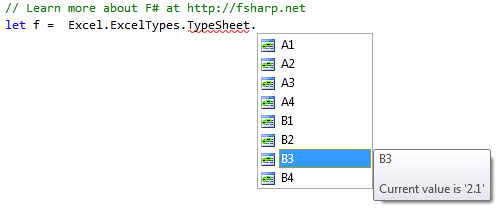 // Learn more about F# at http://fsharp.net
let f =  Excel.ExcelTypes.TypeSheet.
A1
A2
A3
A4
B1
B2
B3
B4
B3
Current value is '2.1'